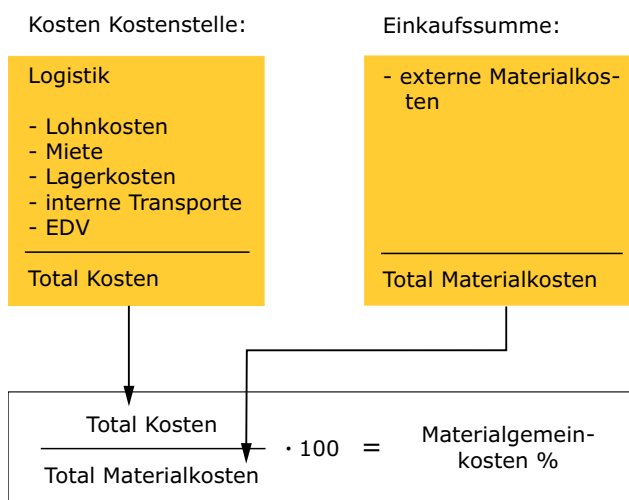 Kosten Kostenstelle:
Logistik
- Lohnkosten
- Miete
- Lagerkosten
- interne Transporte
- EDV
Total Kosten
Einkaufssumme:
- externe Materialkos-
ten
Total Materialkosten
Total Kosten
Total Materialkosten
· 100 =
Materialgemein-
kosten %